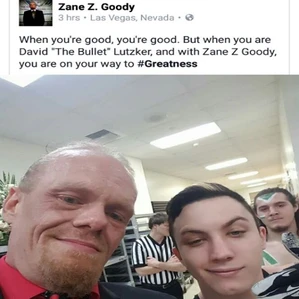 Zane Z. Goody
3 hrs • Las Vegas, Nevada •
When you're good, you're good. But when you are
David "The Bullet" Lutzker, and with Zane Z Goody,
you are on your way to #Greatness